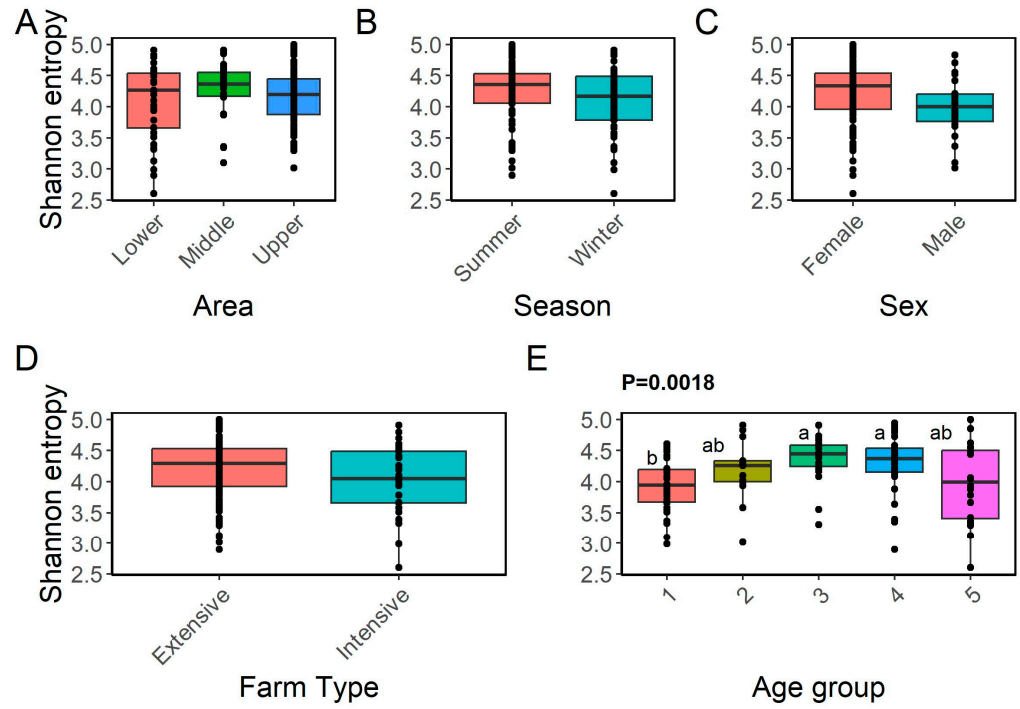 A
B
C
Shannon entropy
5.0
4.5
4.0
3.5
3.0
2.5
Lower
Middle
Upper
Area
5.0
4.5
4.0
3.5
3.0
2.5
Summer
Winter
Season
5.0
4.5
4.0
3.5
3.0
2.5
Female
Male
Sex
D
Shannon entropy
5.0
4.5
4.0
3.5
3.0
2.5
Extensive
Intensive
Farm Type
E
P=0.0018
5.0
4.5
4.0
3.5
3.0
2.5
b
ab
a
a
ab
1
2
3
4
5
Age group